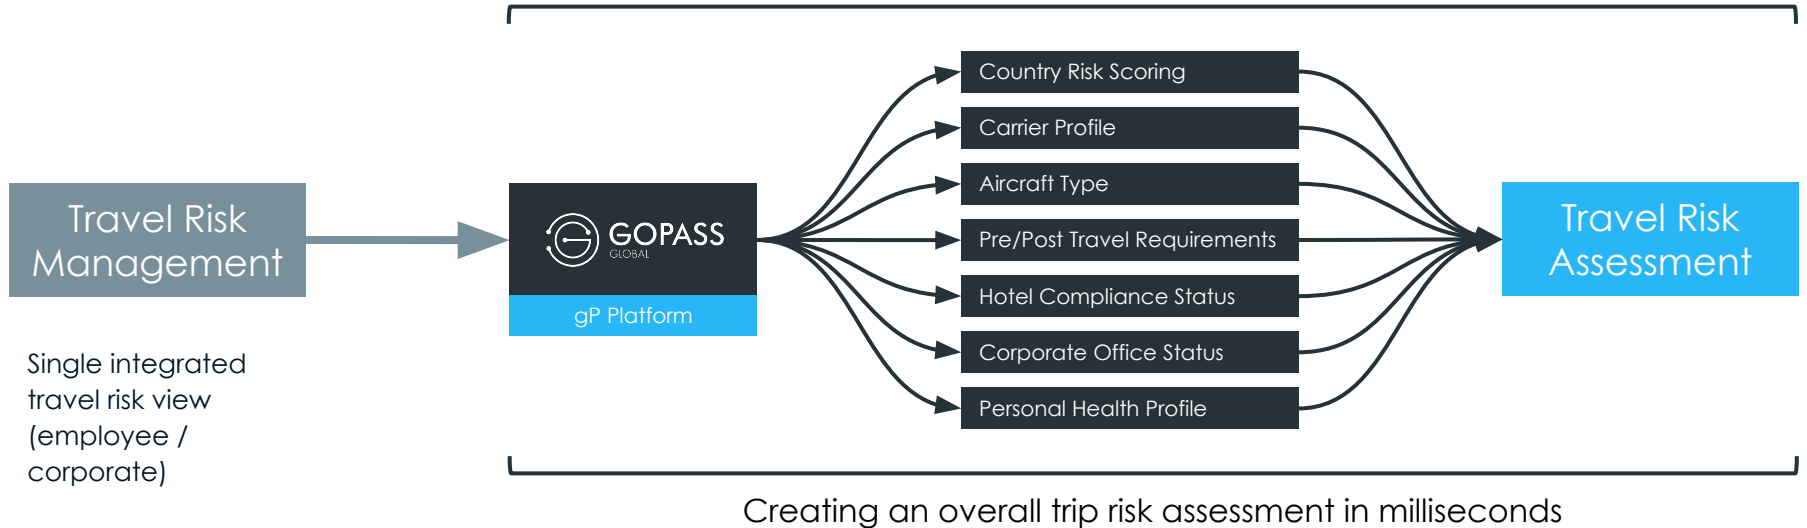 Travel Risk
Management
Single integrated
travel risk view
(employee /
corporate)
GOPASS
GLOBAL
gP Platform
Country Risk Scoring
Carrier Profile
Aircraft Type
Pre/Post Travel Requirements
Hotel Compliance Status
Corporate Office Status
Personal Health Profile
Travel Risk
Assessment
Creating an overall trip risk assessment in milliseconds